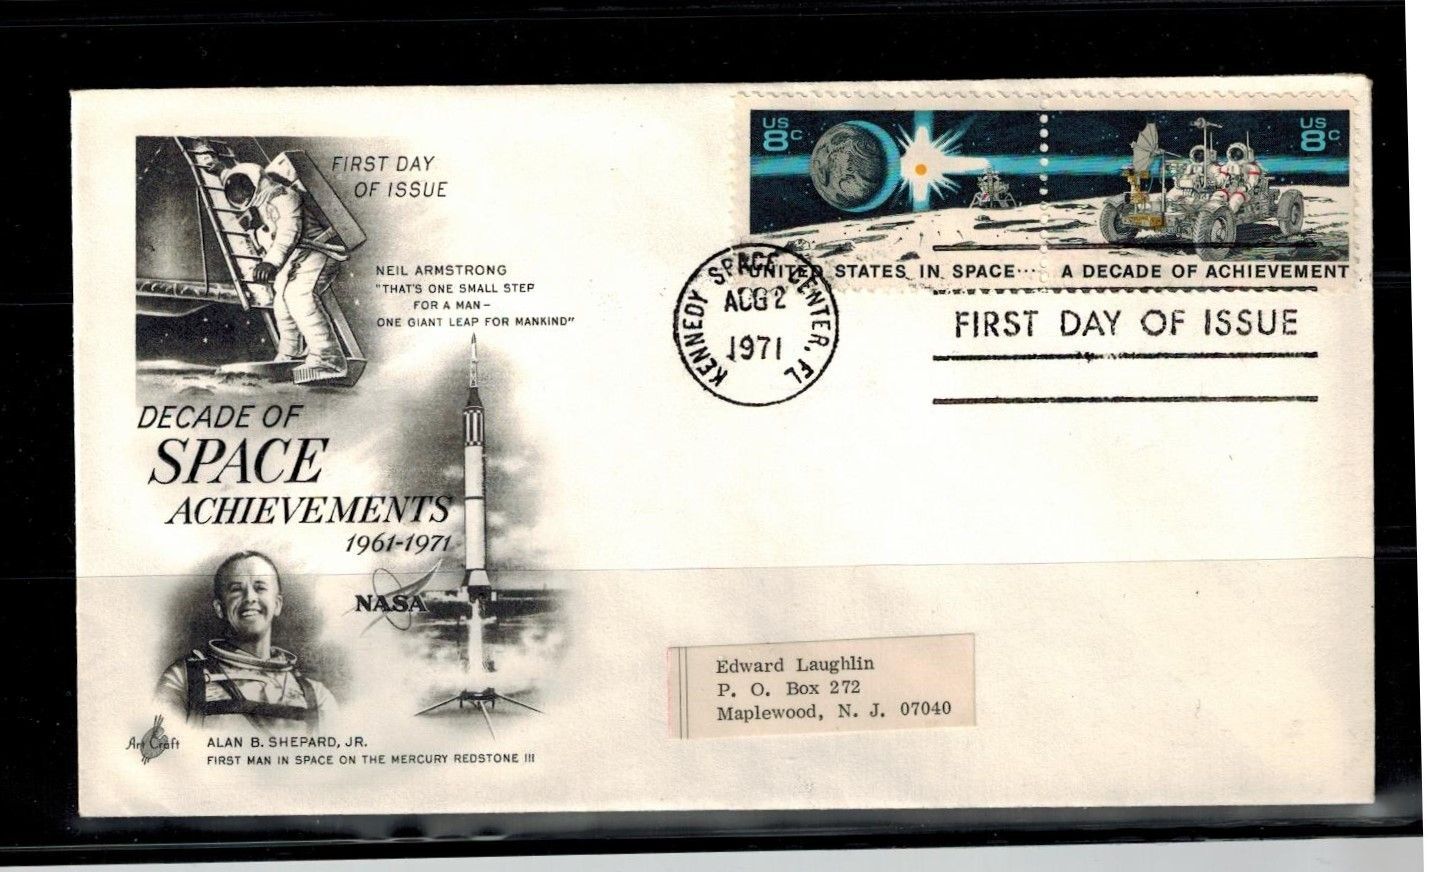 FIRST DAY
OF ISSUE
NEIL ARMSTRONG
"THAT'S ONE SMALL STEP
FOR A MAN –
ONE GIANT LEAP FOR MANKIND"
DECADE OF
SPACE
ACHIEVEMENTS
1961-1971
NASA
Art Craft
ALAN B. SHEPARD, JR.
FIRST MAN IN SPACE ON THE MERCURY REDSTONE III
US
8c
US
8c
UNITED STATES IN SPACE... A DECADE OF ACHIEVEMENT
KENNEDY SPACE CENTER, FL
AUG 2
1971
FIRST DAY OF ISSUE
Edward Laughlin
P. O. Box 272
Maplewood, N. J. 07040